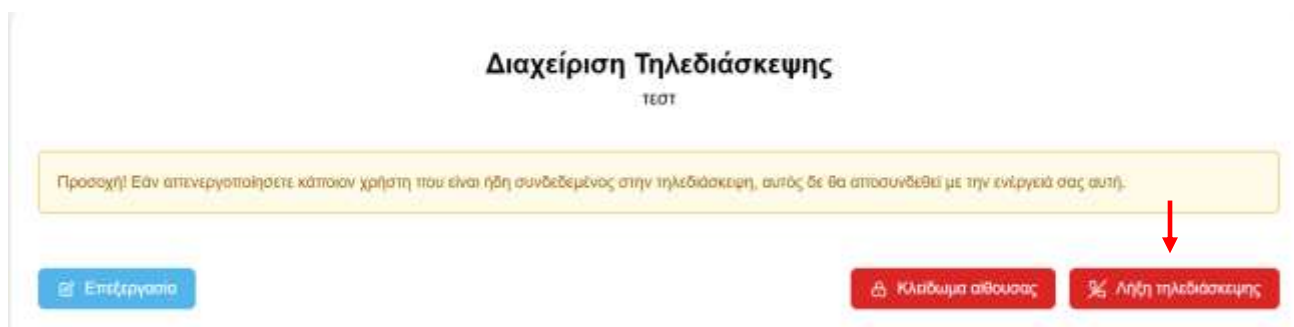 Διαχείριση Τηλεδιάσκεψης
τεστ
Προσοχή! Εάν απενεργοποιήσετε κάποιον χρήστη που είναι ήδη συνδεδεμένος στην τηλεδιάσκεψη, αυτός δε θα αποσυνδεθεί με την ενέργειά σας αυτή.
Επεξεργασία Κλείδωμα αίθουσας Λήξη τηλεδιάσκεψης